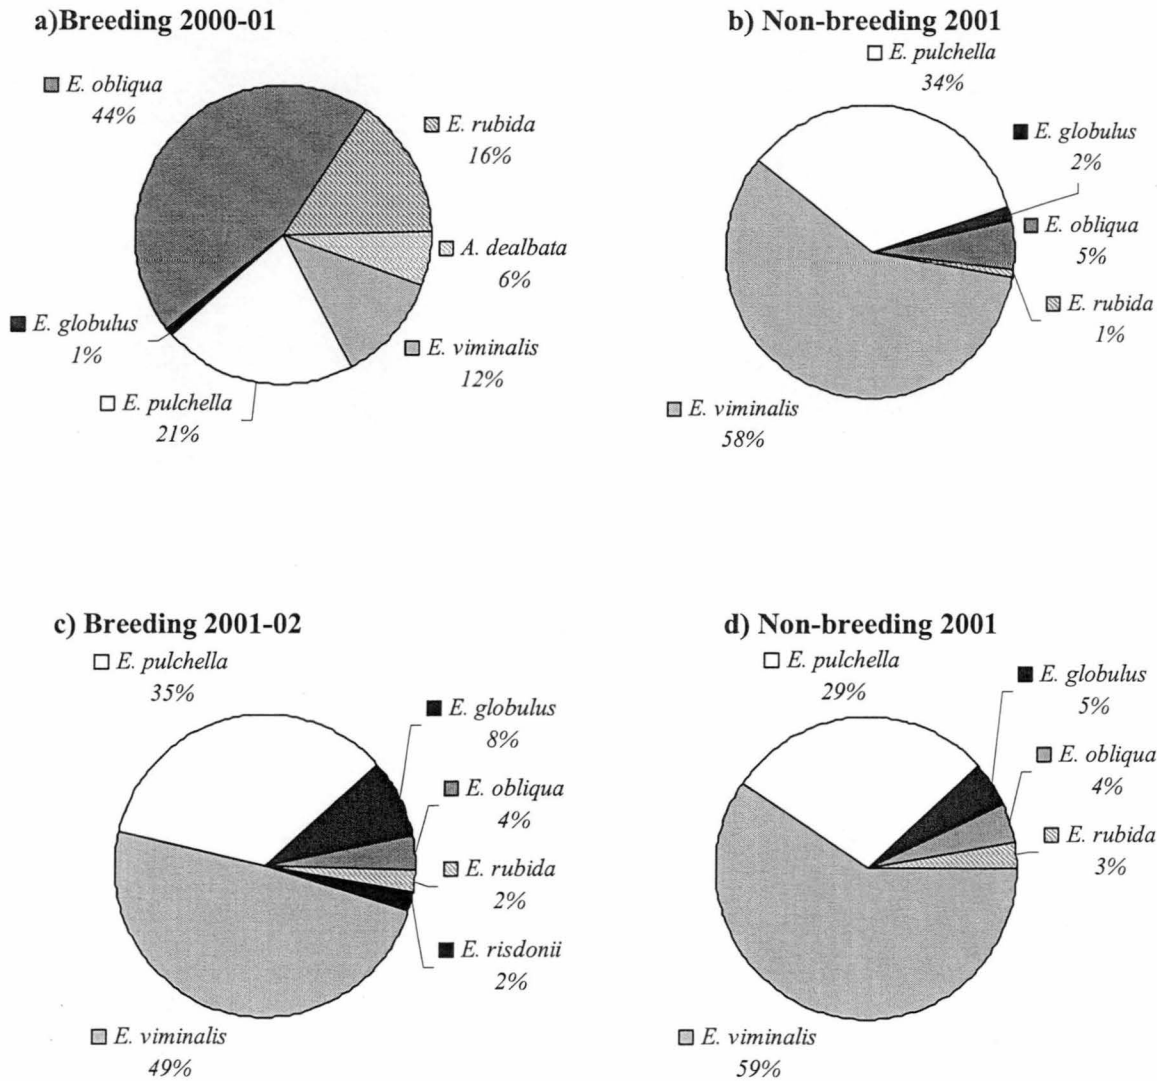 a)Breeding 2000-01
E. obliqua
44%
E. rubida
16%
A. dealbata
6%
E. viminalis
12%
E. pulchella
21%
E. globulus
1%
b) Non-breeding 2001
E. pulchella
34%
E. globulus
2%
E. obliqua
5%
E. rubida
1%
E. viminalis
58%
c) Breeding 2001-02
E. pulchella
35%
E. globulus
8%
E. obliqua
4%
E. rubida
2%
E. risdonii
2%
E. viminalis
49%
d) Non-breeding 2001
E. pulchella
29%
E. globulus
5%
E. obliqua
4%
E. rubida
3%
E. viminalis
59%